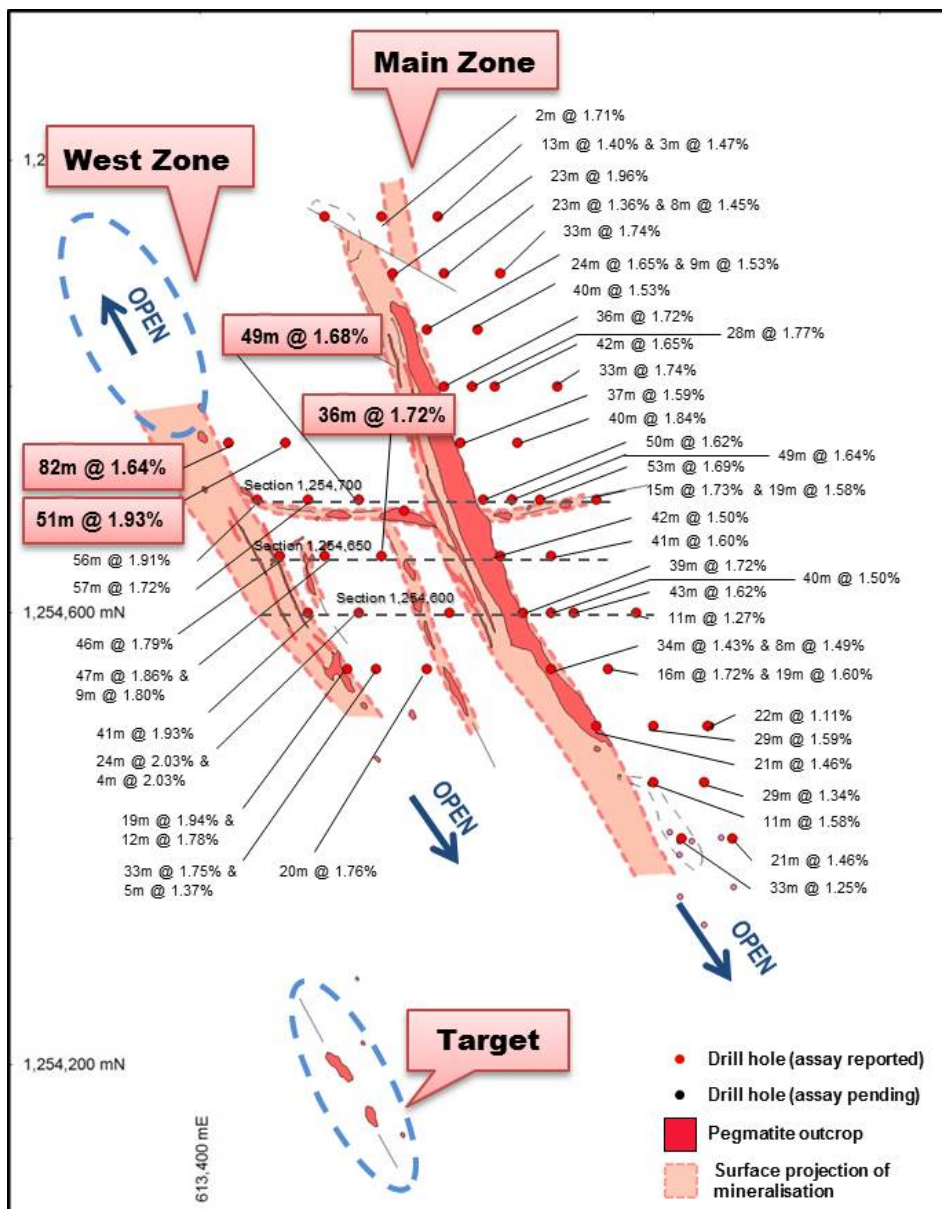 Main Zone
West Zone
2m @ 1.71%
13m @ 1.40% & 3m @ 1.47%
1,2
23m @ 1.96%
23m @ 1.36% & 8m @ 1.45%
33m @ 1.74%
24m @ 1.65% & 9m @ 1.53%
40m @ 1.53%
OPEN
36m @ 1.72%
28m @ 1.77%
42m @ 1.65%
49m @ 1.68%
33m @ 1.74%
37m @ 1.59%
36m @ 1.72%
40m @ 1.84%
50m @ 1.62%
49m @ 1.64%
82m @ 1.64%
53m @ 1.69%
Section 1,254,700
15m @ 1.73% & 19m @ 1.58%
51m @ 1.93%
42m @ 1.50%
Section 1,254,650
41m @ 1.60%
56m @ 1.91%
39m @ 1.72%
40m @ 1.50%
57m @ 1.72%
43m @ 1.62%
Section 1,254,600
1,254,600 mN
11m @ 1.27%
46m @ 1.79%
34m @ 1.43% & 8m @ 1.49%
47m @ 1.86% &
9m @ 1.80%
16m @ 1.72% & 19m @ 1.60%
41m @ 1.93%
22m @ 1.11%
29m @ 1.59%
24m @ 2.03% &
4m @ 2.03%
21m @ 1.46%
29m @ 1.34%
OPEN
19m @ 1.94% &
12m @ 1.78%
11m @ 1.58%
33m @ 1.75% &
5m @ 1.37%
20m @ 1.76%
21m @ 1.46%
33m @ 1.25%
OPEN
Target
1,254,200 mN
613,400 mE
Drill hole (assay reported)
Drill hole (assay pending)
Pegmatite outcrop
Surface projection of
mineralisation